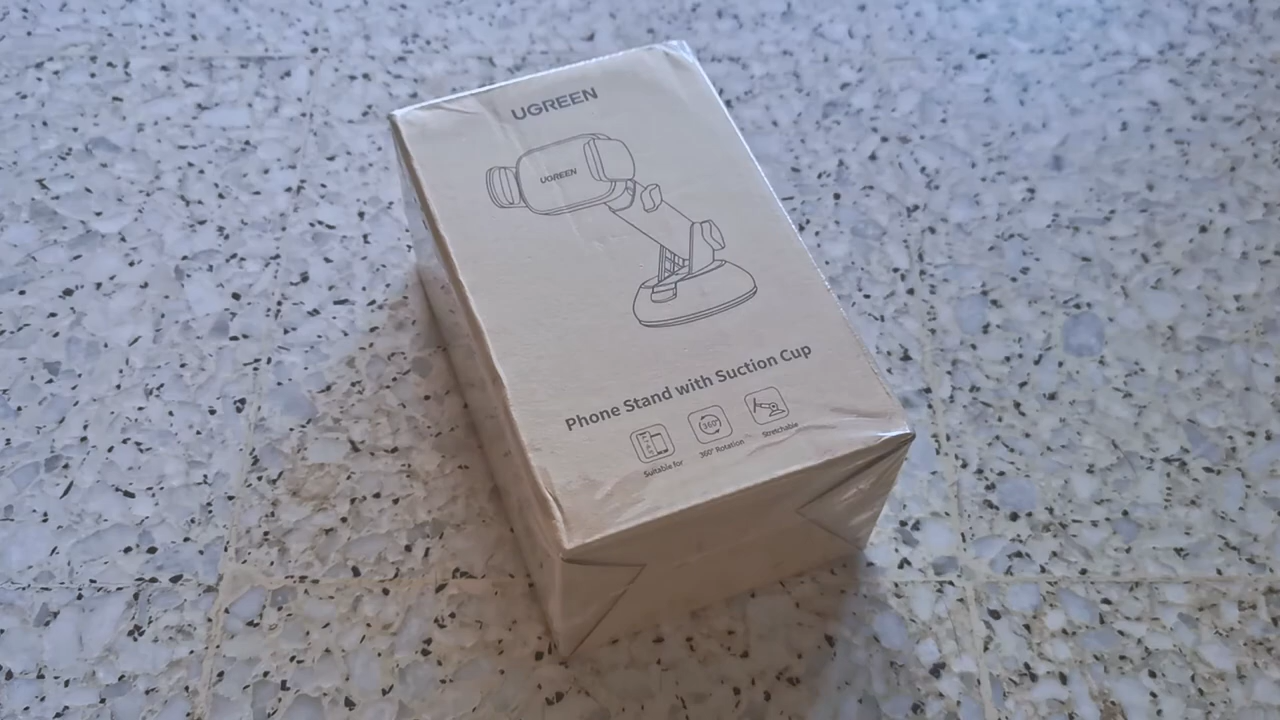 UGREEN
UGREEN
Phone Stand with Suction Cup
360°
Suitable for
360° Rotation
Stretchable